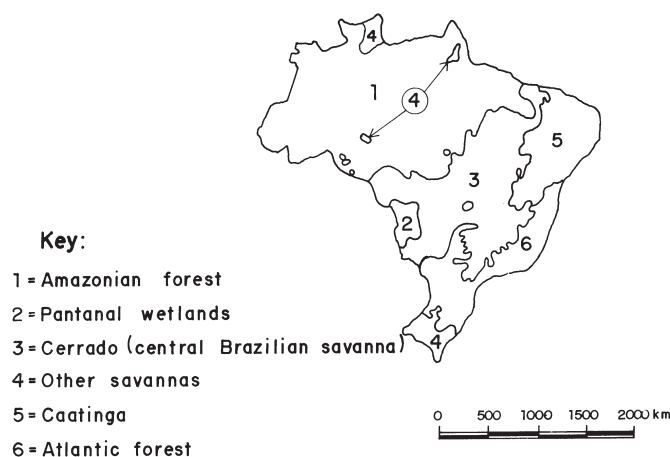 4
1
4
5
3
2
6
4
Key:
1 = Amazonian forest
2 = Pantanal wetlands
3 = Cerrado (central Brazilian savanna)
4 = Other savannas
5 = Caatinga
6 = Atlantic forest
0 500 1000 1500 2000 km